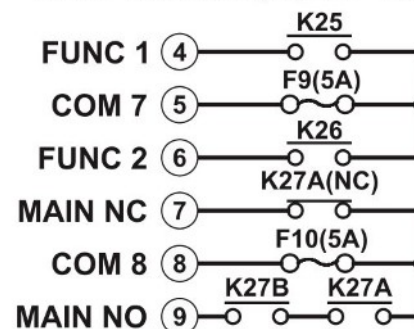 K25
FUNC 1 4
F9(5A)
COM 7 5
K26
FUNC 2 6
K27A(NC)
MAIN NC 7
F10(5A)
COM 8 8
K27B K27A
MAIN NO 9